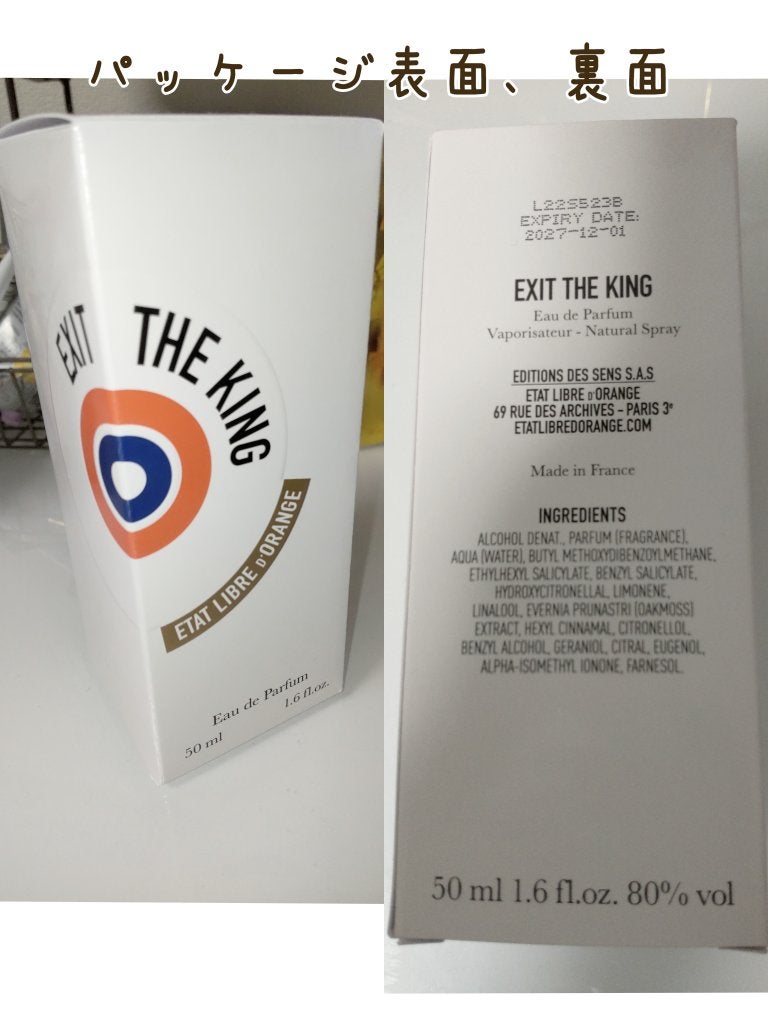 パッケージ表面、裏面
EXIT THE KING
ETAT LIBRE D'ORANGE
Eau de Parfum
50 ml 1.6 fl.oz.
L22S523B
EXPIRY DATE:
2027-12-01
EXIT THE KING
Eau de Parfum
Vaporisateur - Natural Spray
EDITIONS DES SENS S.A.S
ETAT LIBRE D'ORANGE
69 RUE DES ARCHIVES - PARIS 3e
ETATLIBREDORANGE.COM
Made in France
INGREDIENTS
ALCOHOL DENAT., PARFUM (FRAGRANCE),
AQUA (WATER), BUTYL METHOXYDIBENZOYLMETHANE,
ETHYLHEXYL SALICYLATE, BENZYL SALICYLATE,
HYDROXYCITRONELLAL, LIMONENE,
LINALOOL, EVERNIA PRUNASTRI (OAKMOSS)
EXTRACT, HEXYL CINNAMAL, CITRONELLOL,
BENZYL ALCOHOL, GERANIOL, CITRAL, EUGENOL,
ALPHA-ISOMETHYL IONONE, FARNESOL.
50 ml 1.6 fl.oz. 80% vol